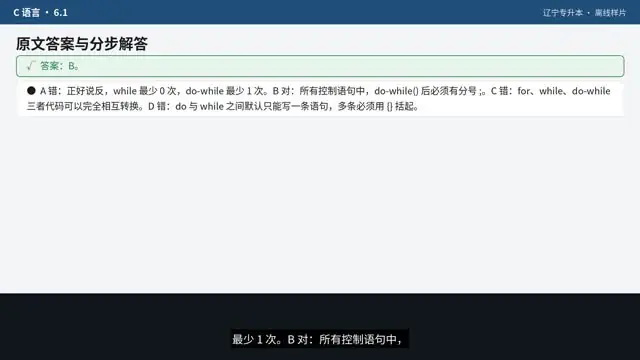 C 语言 • 6.1
辽宁专升本 • 离线样片
原文答案与分步解答
√ 答案：B。
● A 错：正好说反，while 最少 0 次，do-while 最少 1 次。B 对：所有控制语句中，do-while() 后必须有分号 ;。C 错：for、while、do-while
三者代码可以完全相互转换。D 错：do 与 while 之间默认只能写一条语句，多条必须用 {} 括起。
最少 1 次。B 对：所有控制语句中，